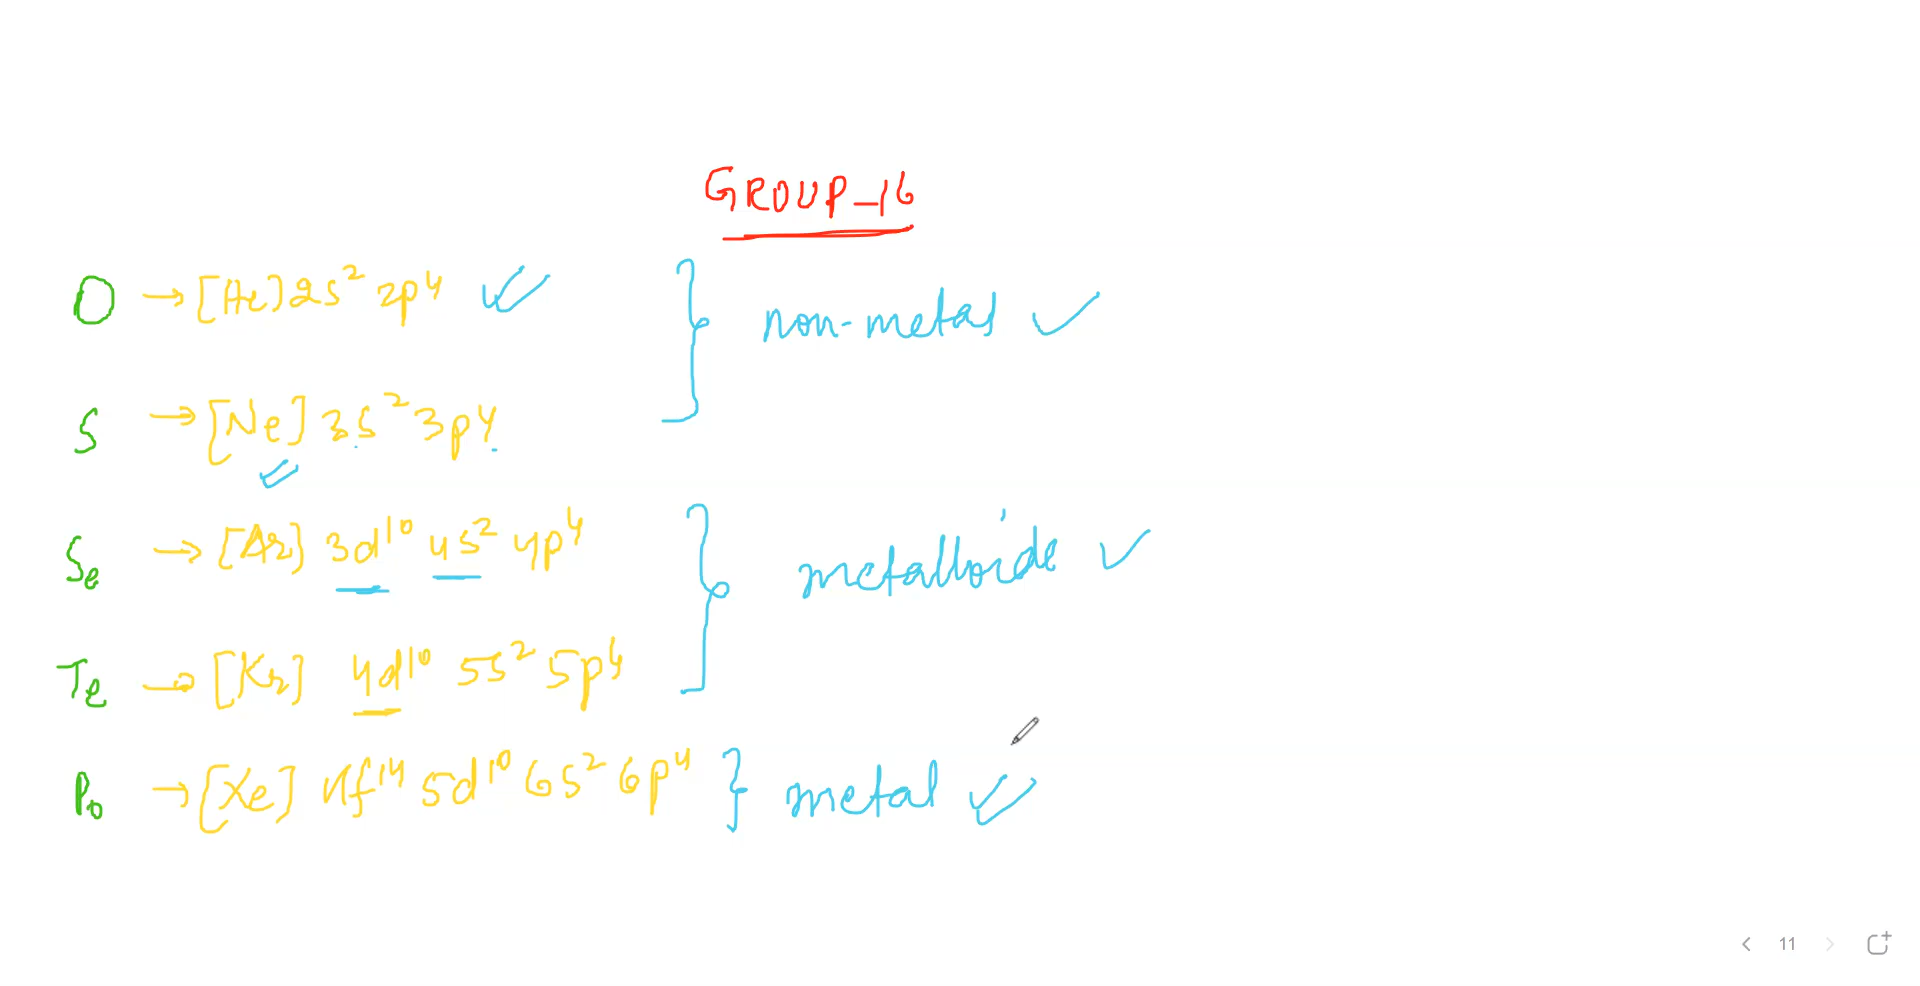 GROUP-16
O → [He] 2s² 2p⁴ } non-metal
S → [Ne] 3s² 3p⁴
Se → [Ar] 3d¹⁰ 4s² 4p⁴ } metalloide
Te → [Kr] 4d¹⁰ 5s² 5p⁴
Po → [Xe] 4f¹⁴ 5d¹⁰ 6s² 6p⁴ } metal
11